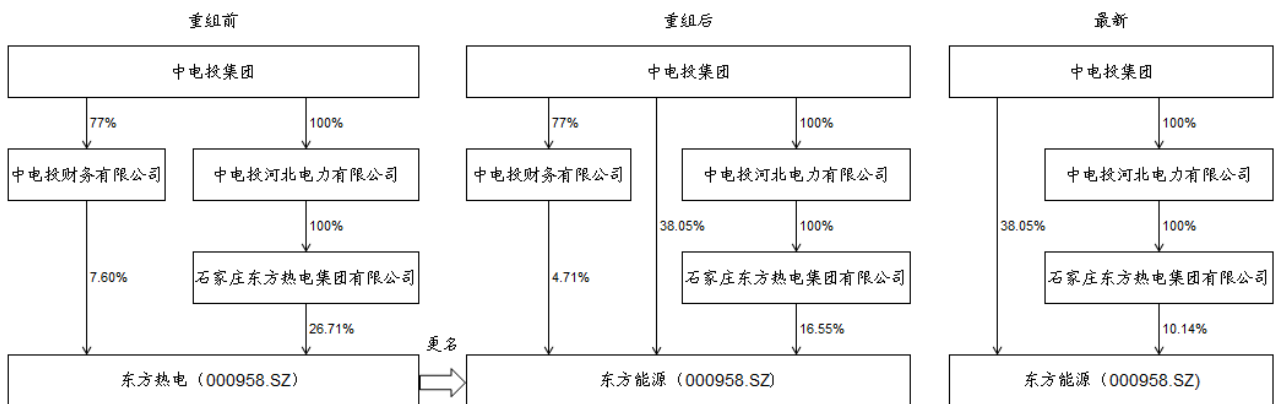 重组前
重组后
最新
中电投集团
中电投集团
中电投集团
77%
100%
77%
100%
100%
中电投财务有限公司
中电投河北电力有限公司
中电投财务有限公司
中电投河北电力有限公司
中电投河北电力有限公司
100%
38.05%
100%
38.05%
100%
7.60%
石家庄东方热电集团有限公司
4.71%
石家庄东方热电集团有限公司
石家庄东方热电集团有限公司
26.71%
16.55%
10.14%
更名
东方热电（000958.SZ）
东方能源（000958.SZ)
东方能源（000958.SZ)